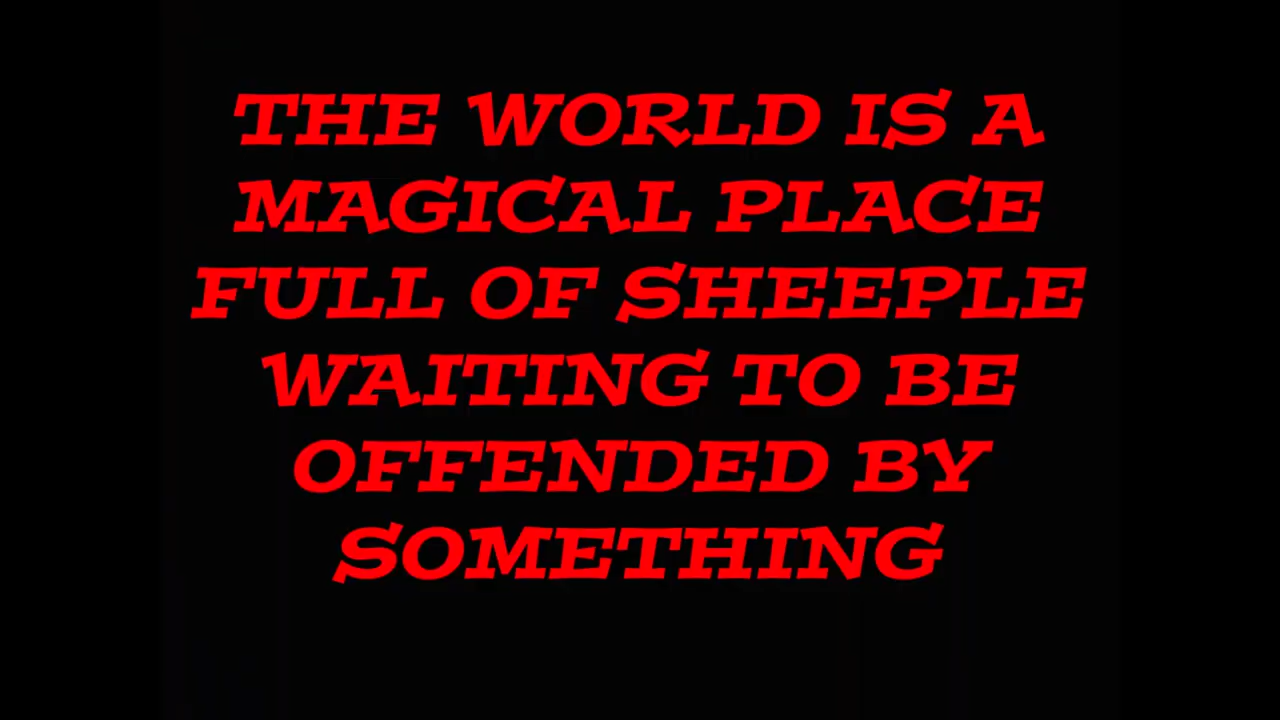 THE WORLD IS A
MAGICAL PLACE
FULL OF SHEEPLE
WAITING TO BE
OFFENDED BY
SOMETHING